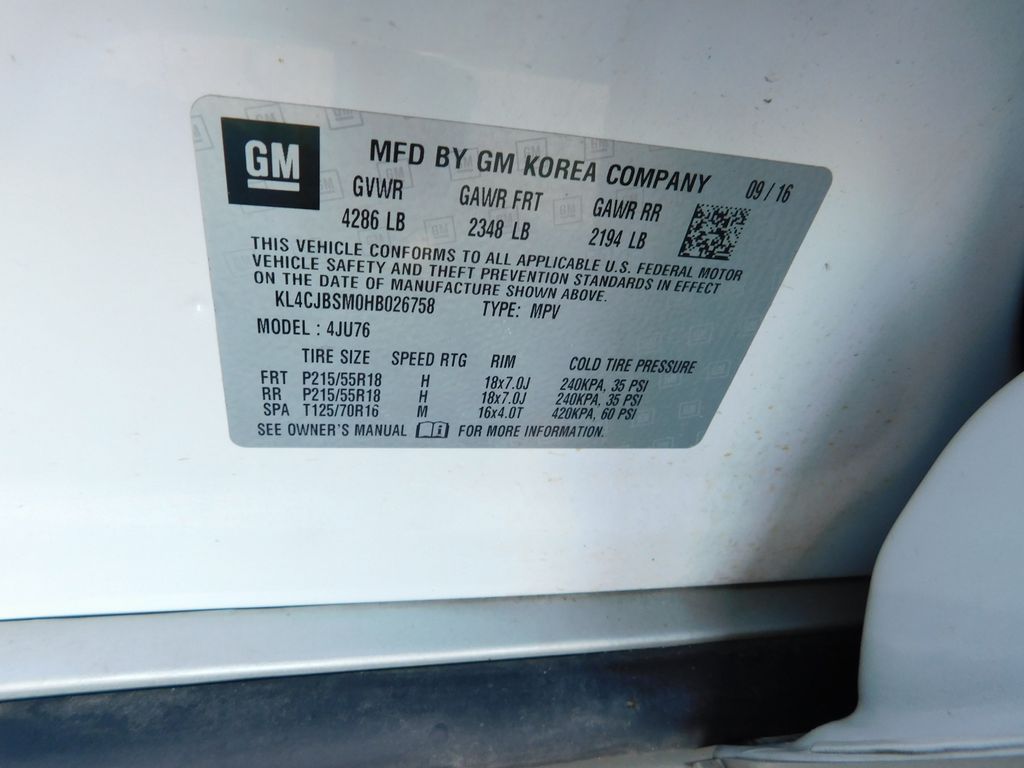 GM
MFD BY GM KOREA COMPANY 09 / 16
GVWR GAWR FRT GAWR RR
4286 LB 2348 LB 2194 LB
THIS VEHICLE CONFORMS TO ALL APPLICABLE U.S. FEDERAL MOTOR
VEHICLE SAFETY AND THEFT PREVENTION STANDARDS IN EFFECT
ON THE DATE OF MANUFACTURE SHOWN ABOVE.
KL4CJBSM0HB026758 TYPE: MPV
MODEL : 4JU76
TIRE SIZE SPEED RTG RIM COLD TIRE PRESSURE
FRT P215/55R18 H 18x7.0J 240KPA, 35 PSI
RR P215/55R18 H 18x7.0J 240KPA, 35 PSI
SPA T125/70R16 M 16x4.0T 420KPA, 60 PSI
SEE OWNER'S MANUAL FOR MORE INFORMATION.